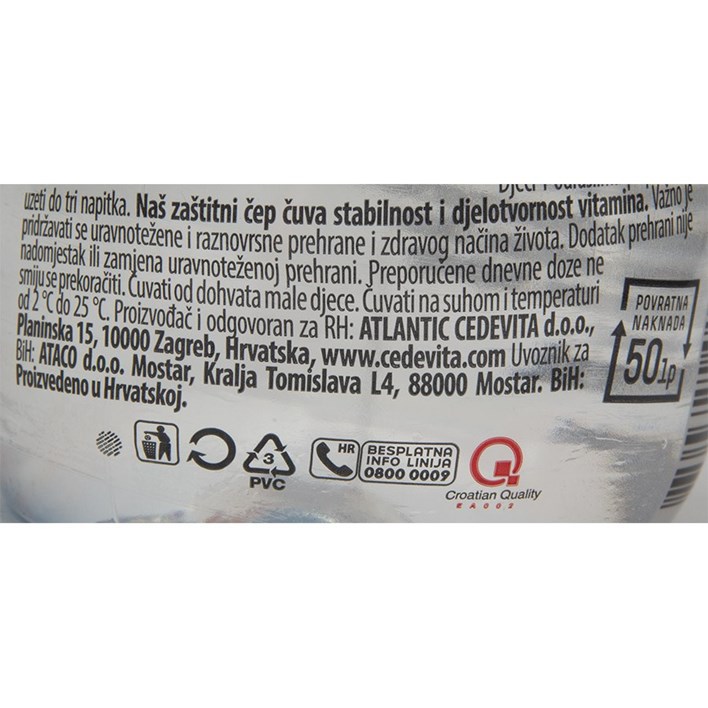 uzeti do tri napitka. Naš zaštitni čep čuva stabilnost i djelotvornost vitamina. Važno je
pridržavati se uravnotežene i raznovrsne prehrane i zdravog načina života. Dodatak prehrani nije
nadomjestak ili zamjena uravnoteženoj prehrani. Preporučene dnevne doze ne
smiju se prekoračiti. Čuvati od dohvata male djece. Čuvati na suhom i temperaturi
od 2 °C do 25 °C. Proizvođač i odgovoran za RH: ATLANTIC CEDEVITA d.o.o.,
Planinska 15, 10000 Zagreb, Hrvatska, www.cedevita.com Uvoznik za
BiH: ATACO d.o.o. Mostar, Kralja Tomislava L4, 88000 Mostar. BiH:
Proizvedeno u Hrvatskoj.
POVRATNA
NAKNADA
50lp
3
PVC
HR
BESPLATNA
INFO LINIJA
0800 0009
Croatian Quality
EA002